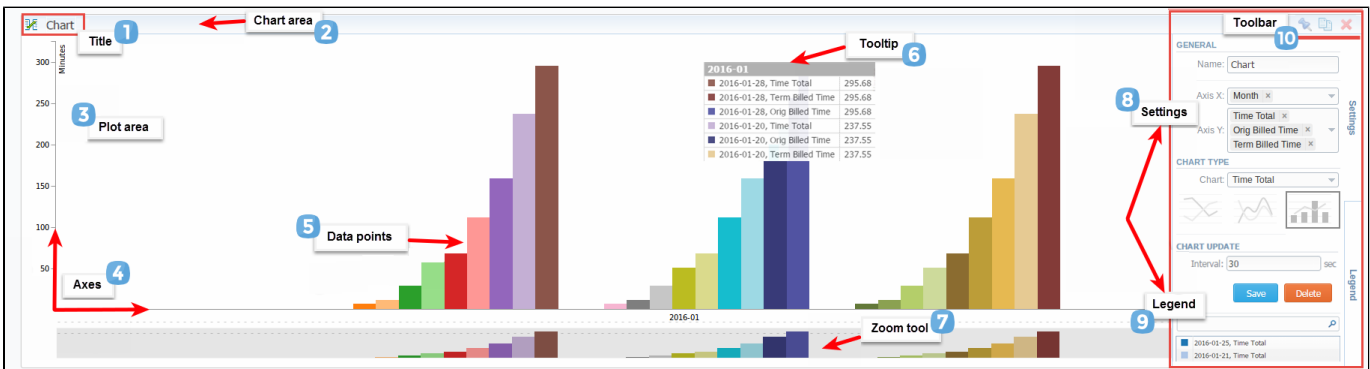 Chart
1
Title
Chart area
2
Minutes
300
250
200
150
100
50
3
Plot area
4
Axes
5
Data points
Tooltip
6
2016-01
2016-01-28, Time Total 295.68
2016-01-28, Term Billed Time 295.68
2016-01-28, Orig Billed Time 295.68
2016-01-20, Time Total 237.55
2016-01-20, Orig Billed Time 237.55
2016-01-20, Term Billed Time 237.55
2016-01
Zoom tool
7
8
Settings
Legend
9
Toolbar
10
GENERAL
Name: Chart
Axis X: Month ×
Axis Y: Time Total ×
Orig Billed Time ×
Term Billed Time ×
CHART TYPE
Chart: Time Total
CHART UPDATE
Interval: 30 sec
Save Delete
2016-01-25, Time Total
2016-01-21, Time Total
Settings
Legend